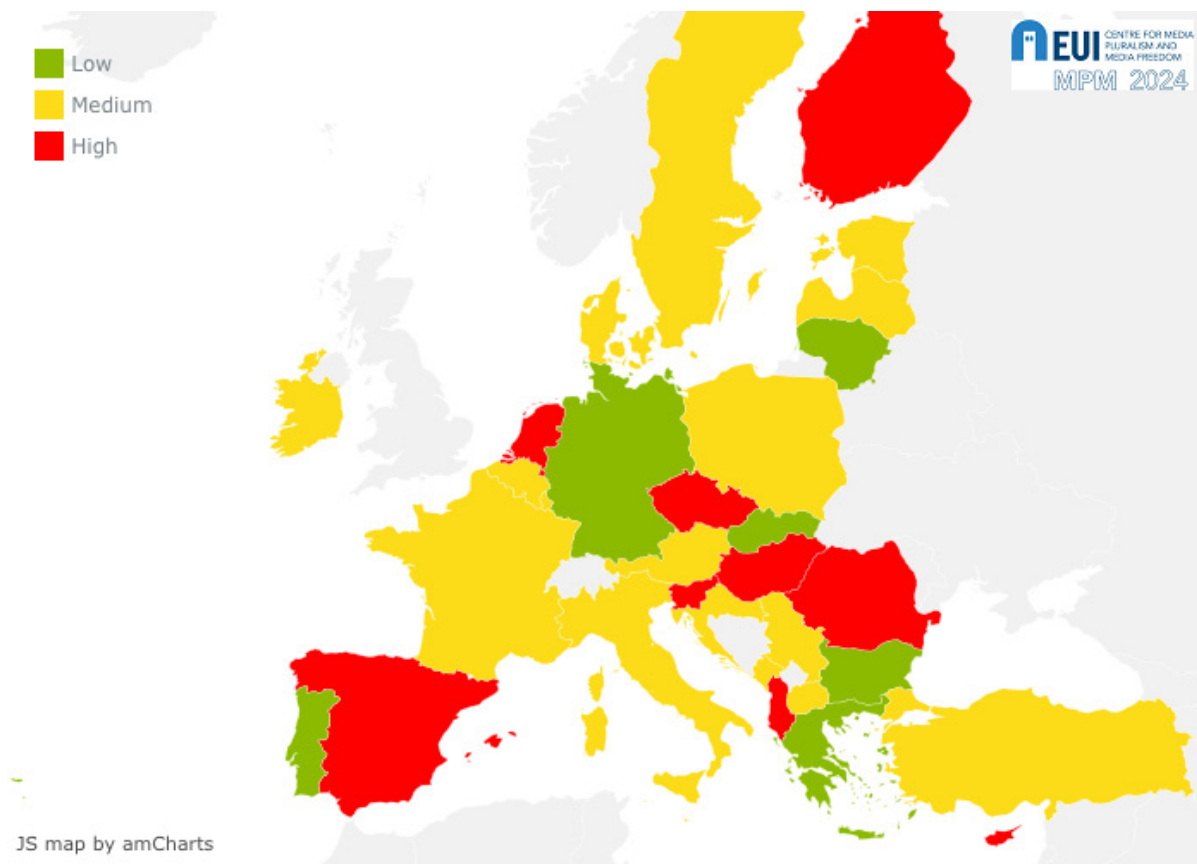 Low
Medium
High
EUI
CENTRE FOR MEDIA
PLURALISM AND
MEDIA FREEDOM
MPM 2024
JS map by amCharts